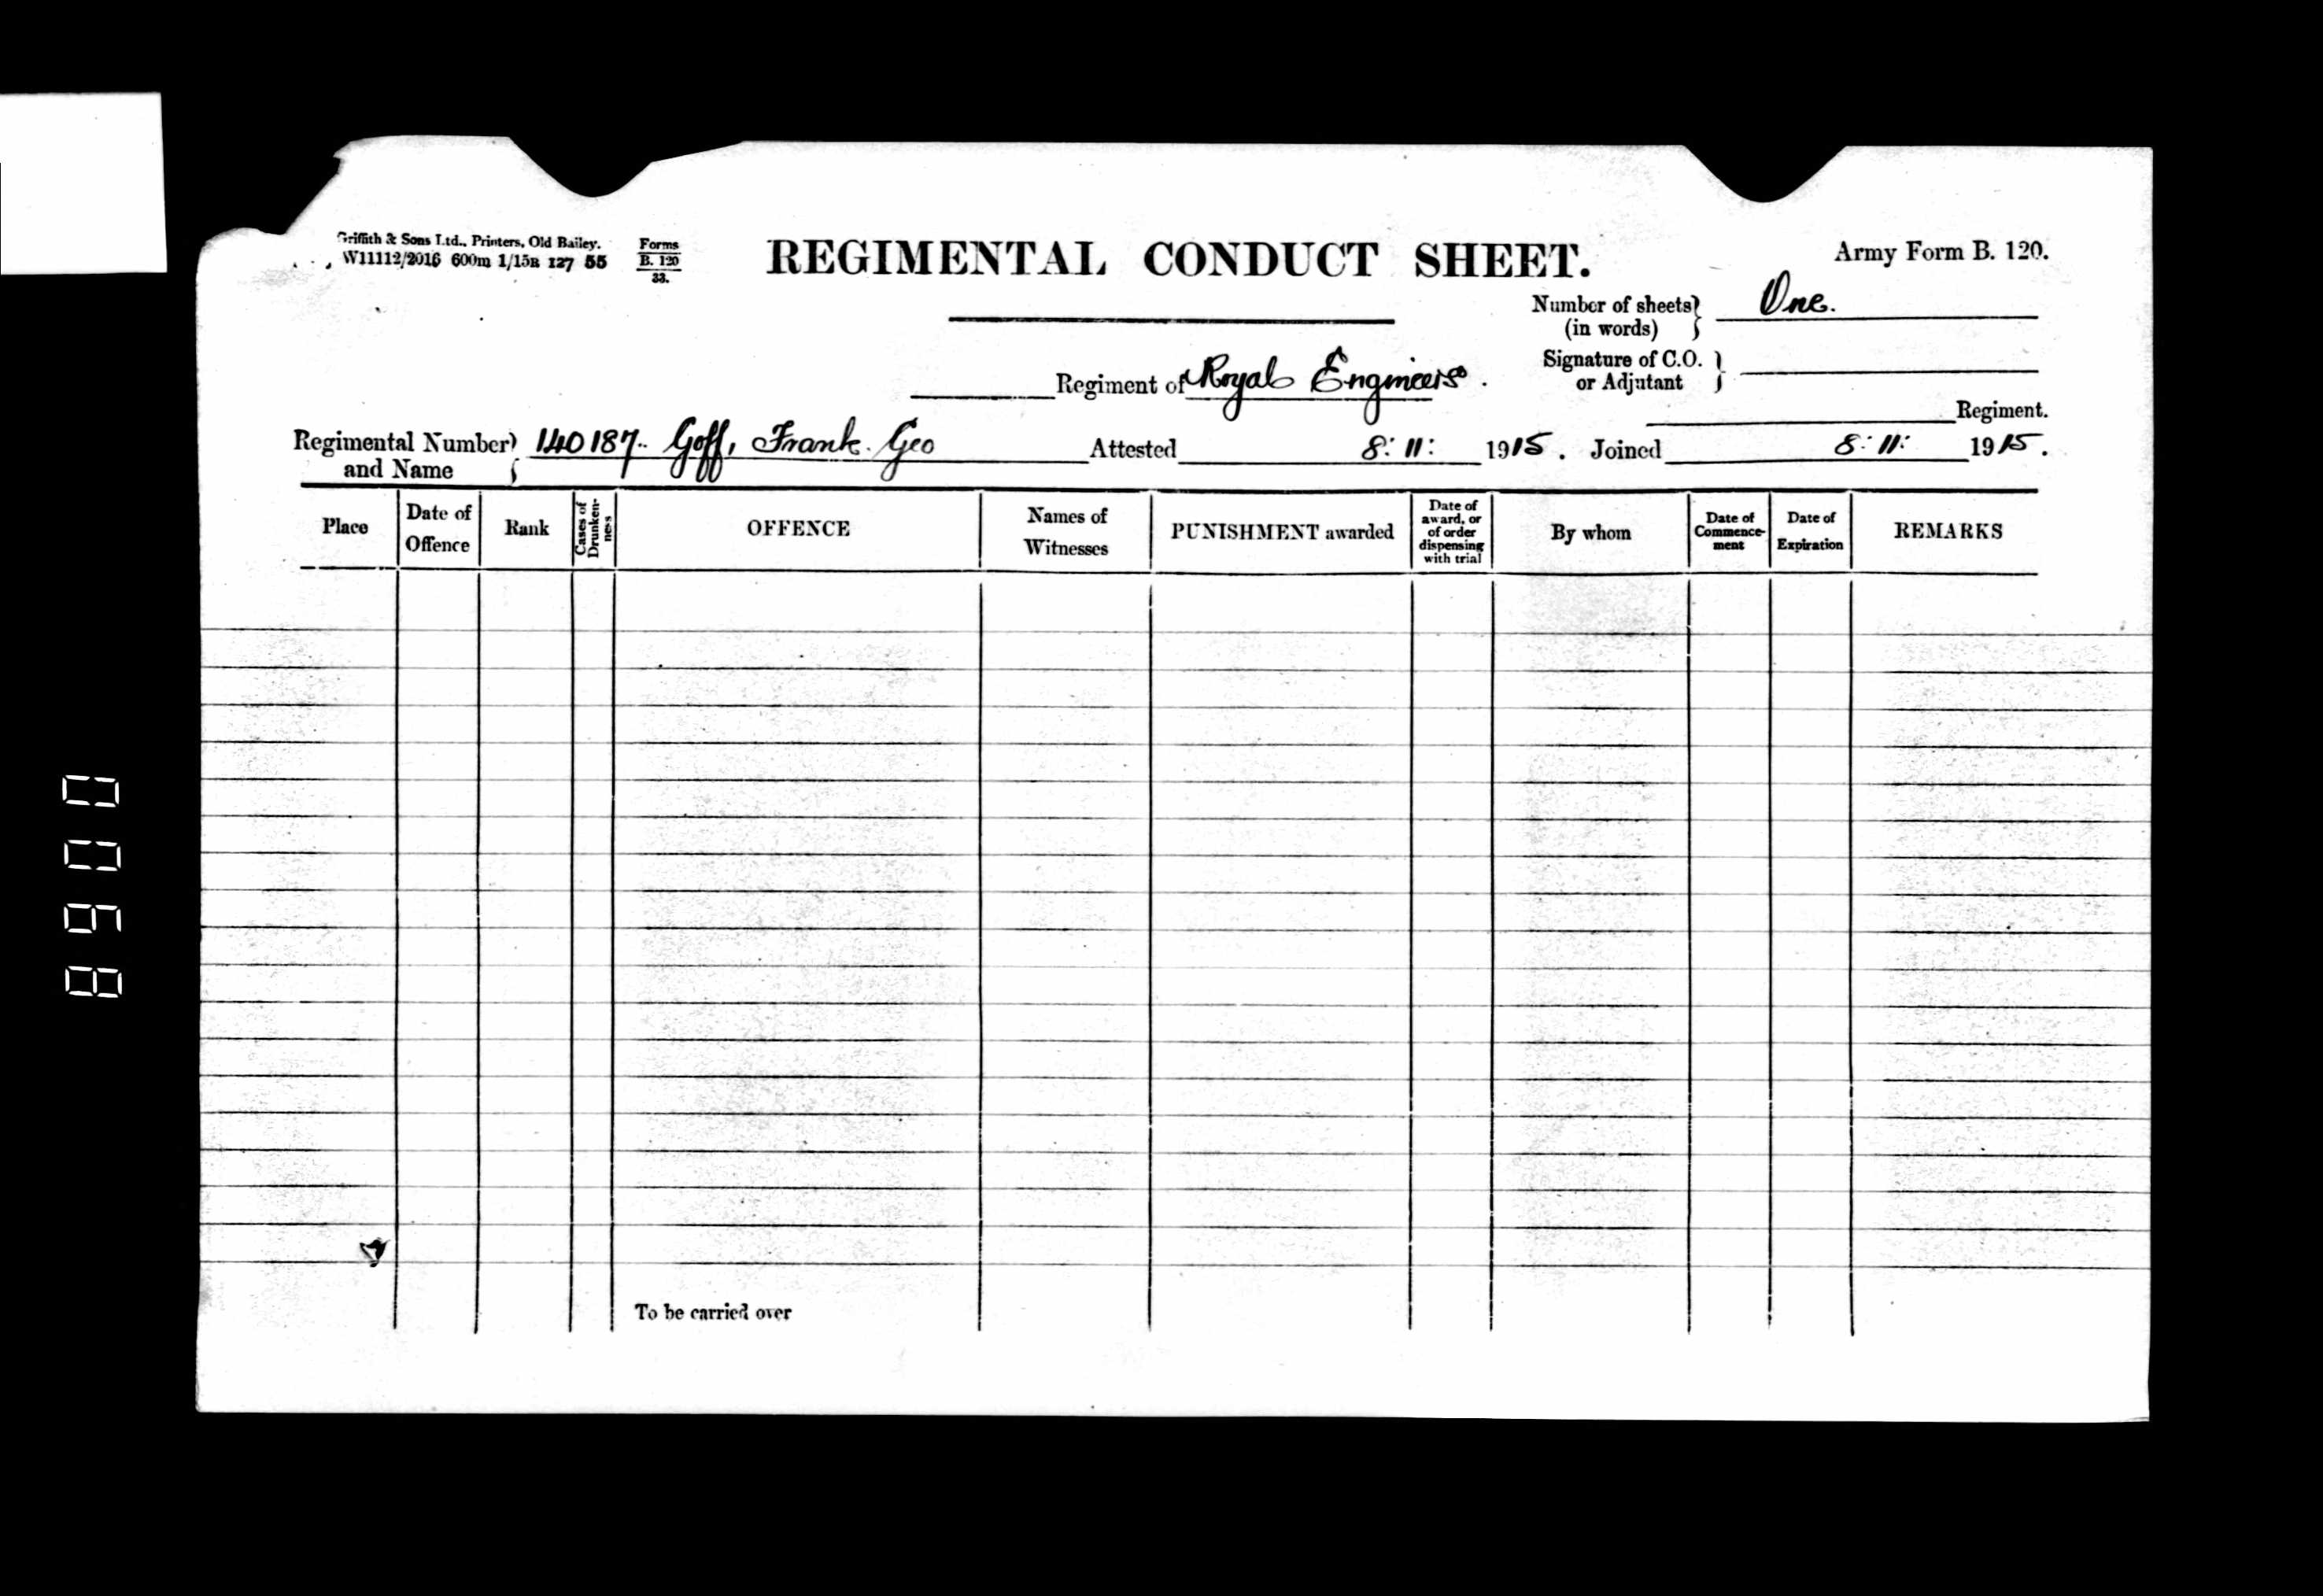 Griffith & Sons Ltd., Printers, Old Bailey.
W11112/2016 600m 1/15B 127 55
Forms
B. 120
33.
REGIMENTAL CONDUCT SHEET.
Army Form B. 120.
Number of sheets (in words) } One.
Regiment of Royal Engineers.
Signature of C.O. or Adjutant }
Regiment.
Regimental Number and Name } 140187. Goff, Frank. Geo Attested 8: 11: 1915. Joined 8: 11: 1915.
Place
Date of Offence
Rank
Cases of Drunken-ness
OFFENCE
Names of Witnesses
PUNISHMENT awarded
Date of award, or of order dispensing with trial
By whom
Date of Commence-ment
Date of Expiration
REMARKS
To be carried over